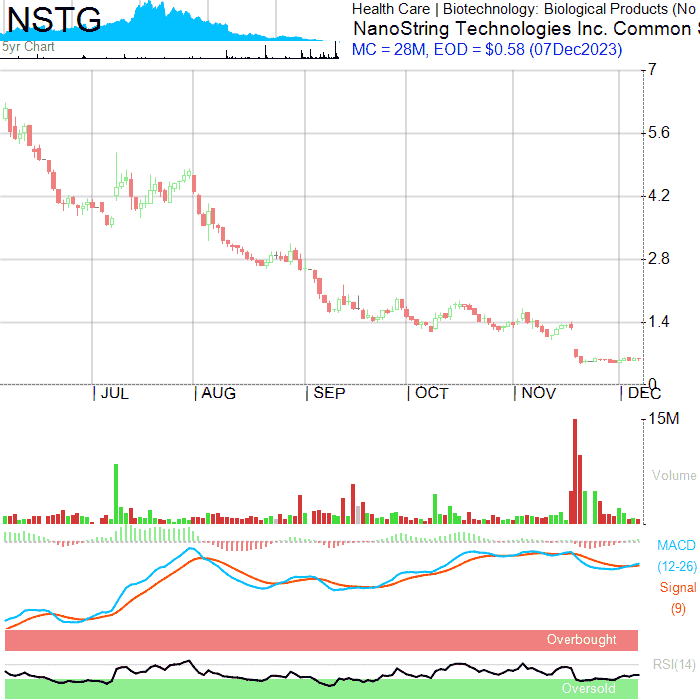 NSTG
5yr Chart
Health Care | Biotechnology: Biological Products (No
NanoString Technologies Inc. Common S
MC = 28M, EOD = $0.58 (07Dec2023)
7
5.6
4.2
2.8
1.4
0
JUL AUG SEP OCT NOV DEC
15M
Volume
MACD
(12-26)
Signal
(9)
Overbought
RSI(14)
Oversold